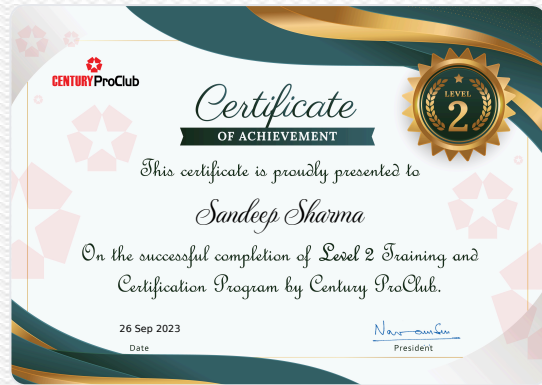 CENTURY ProClub
Certificate
OF ACHIEVEMENT
LEVEL
2
This certificate is proudly presented to
Sandeep Sharma
On the successful completion of Level 2 Training and
Certification Program by Century ProClub.
26 Sep 2023
Date
President